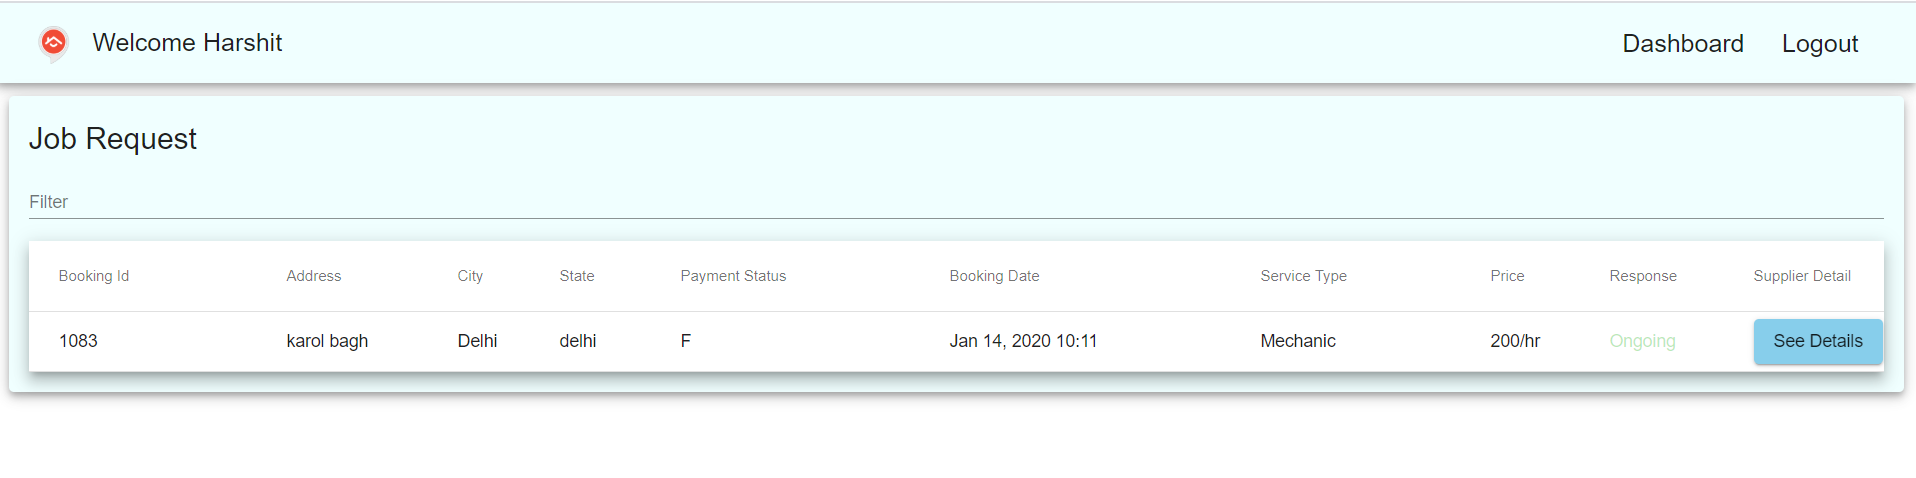 Welcome Harshit Dashboard Logout
Job Request
Filter
Booking Id Address City State Payment Status Booking Date Service Type Price Response Supplier Detail
1083 karol bagh Delhi delhi F Jan 14, 2020 10:11 Mechanic 200/hr Ongoing See Details